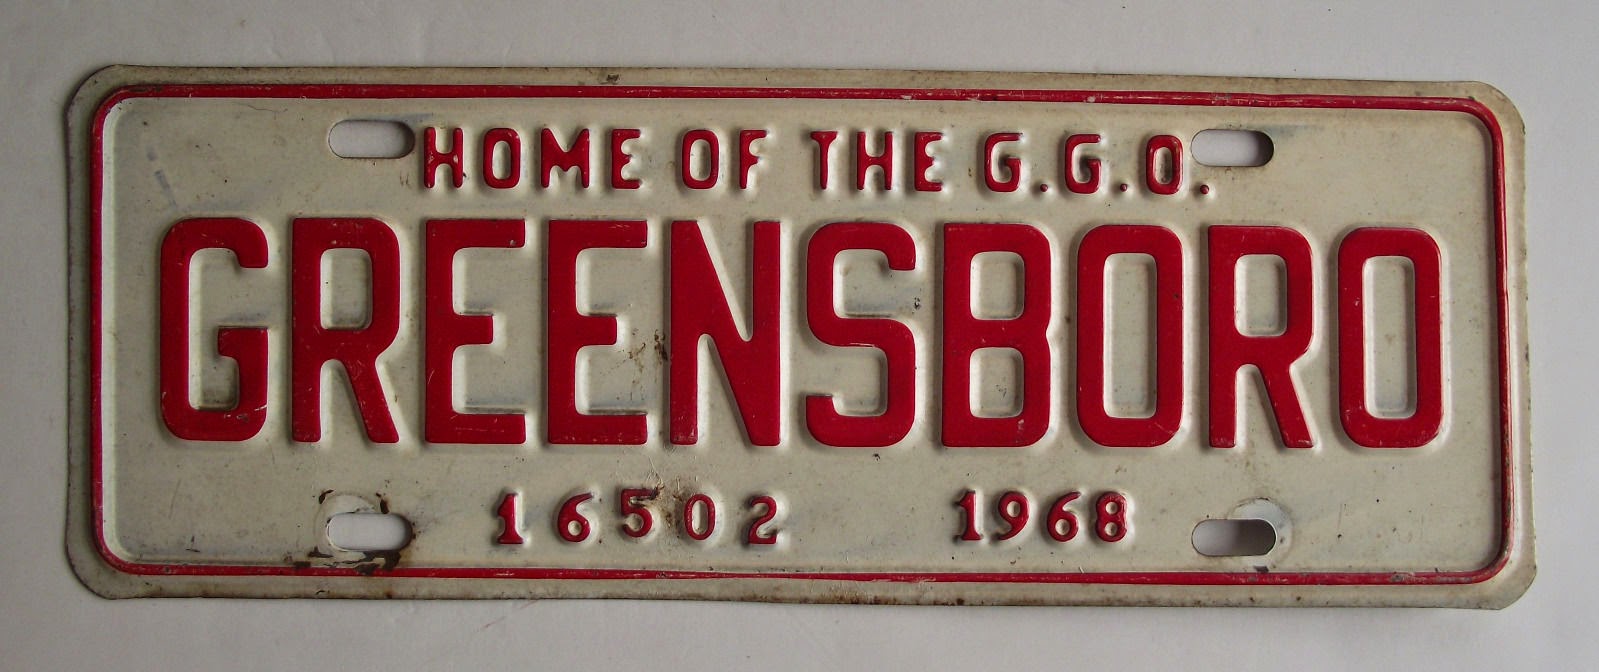 HOME OF THE G.G.O.
GREENSBORO
16502 1968